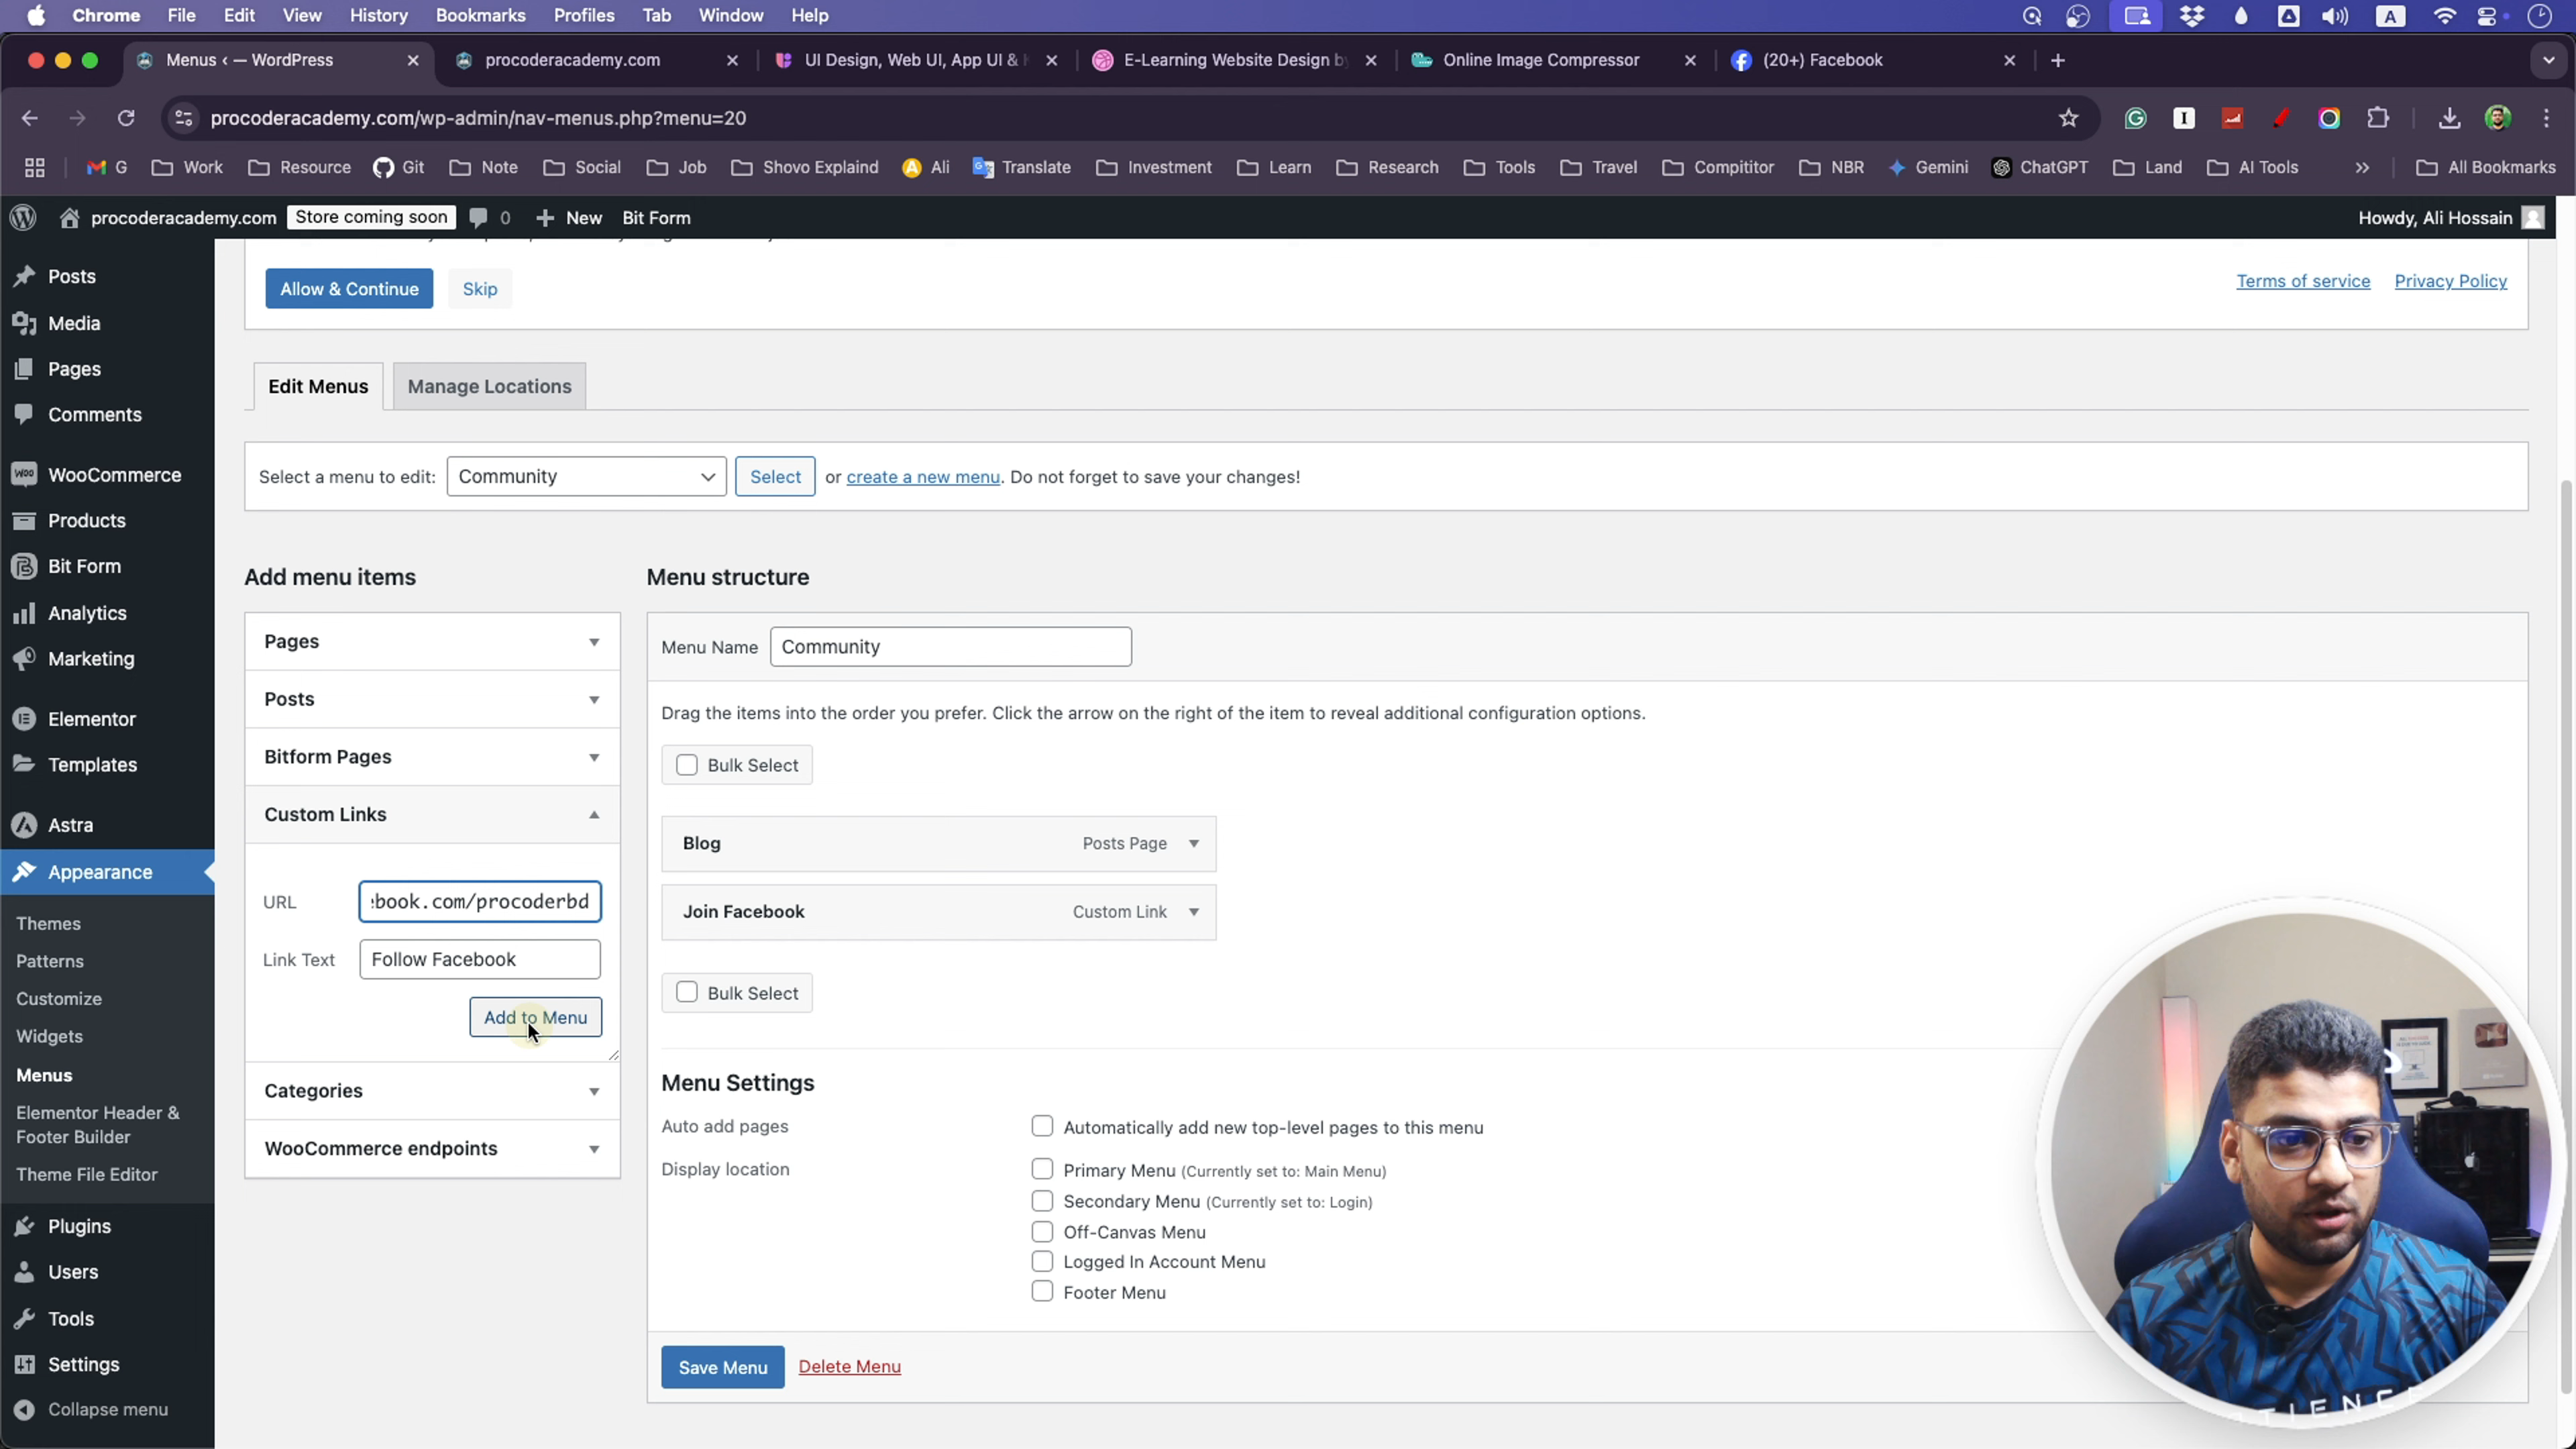 Chrome File Edit View History Bookmarks Profiles Tab Window Help
Menus ‹ — WordPress procoderacademy.com UI Design, Web UI, App UI & E-Learning Website Design by Online Image Compressor (20+) Facebook
procoderacademy.com/wp-admin/nav-menus.php?menu=20
G Work Resource Git Note Social Job Shovo Explaind Ali Translate Investment Learn Research Tools Travel Compititor NBR Gemini ChatGPT Land AI Tools » All Bookmarks
procoderacademy.com Store coming soon 0 + New Bit Form Howdy, Ali Hossain
Posts
Media
Pages
Comments
WooCommerce
Products
Bit Form
Analytics
Marketing
Elementor
Templates
Astra
Appearance
Themes
Patterns
Customize
Widgets
Menus
Elementor Header &
Footer Builder
Theme File Editor
Plugins
Users
Tools
Settings
Collapse menu
Allow & Continue Skip Terms of service Privacy Policy
Edit Menus Manage Locations
Select a menu to edit: Community Select or create a new menu. Do not forget to save your changes!
Add menu items
Pages
Posts
Bitform Pages
Custom Links
URL book.com/procoderbd
Link Text Follow Facebook
Add to Menu
Categories
WooCommerce endpoints
Menu structure
Menu Name Community
Drag the items into the order you prefer. Click the arrow on the right of the item to reveal additional configuration options.
Bulk Select
Blog Posts Page
Join Facebook Custom Link
Bulk Select
Menu Settings
Auto add pages Automatically add new top-level pages to this menu
Display location Primary Menu (Currently set to: Main Menu)
Secondary Menu (Currently set to: Login)
Off-Canvas Menu
Logged In Account Menu
Footer Menu
Save Menu Delete Menu